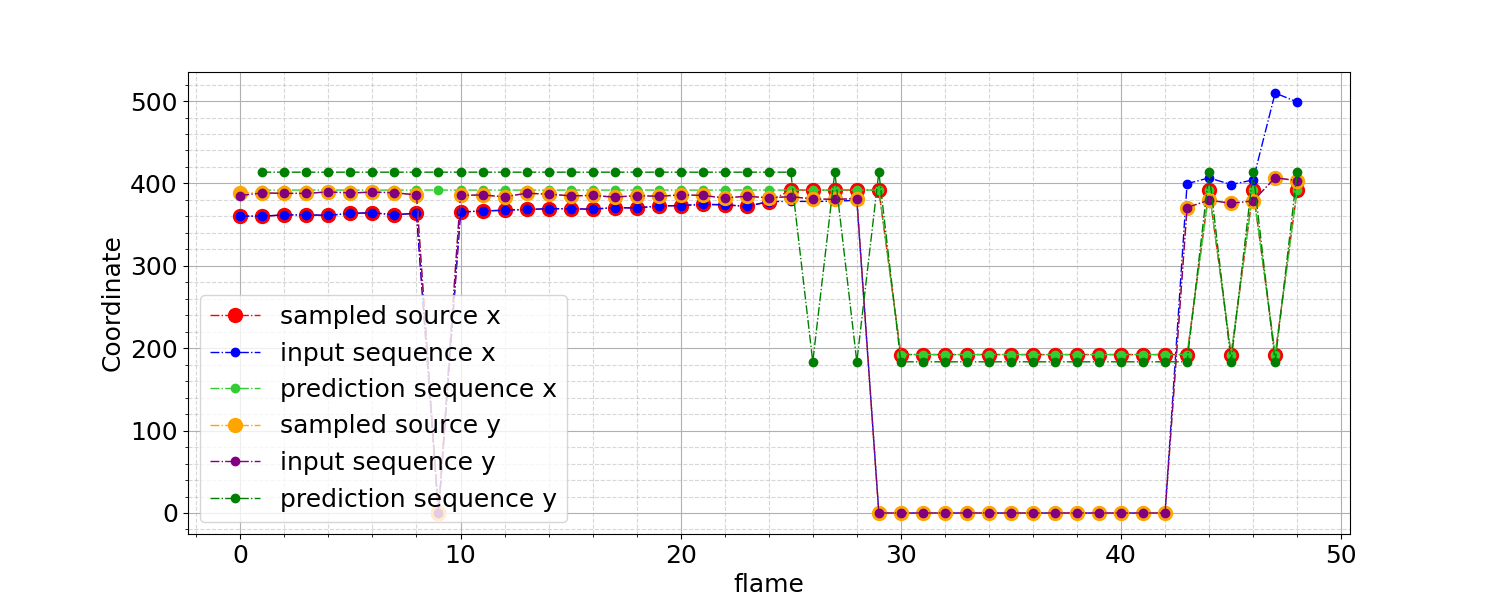 500
400
300
200
100
0
Coordinate
sampled source x
input sequence x
prediction sequence x
sampled source y
input sequence y
prediction sequence y
0 10 20 30 40 50
flame